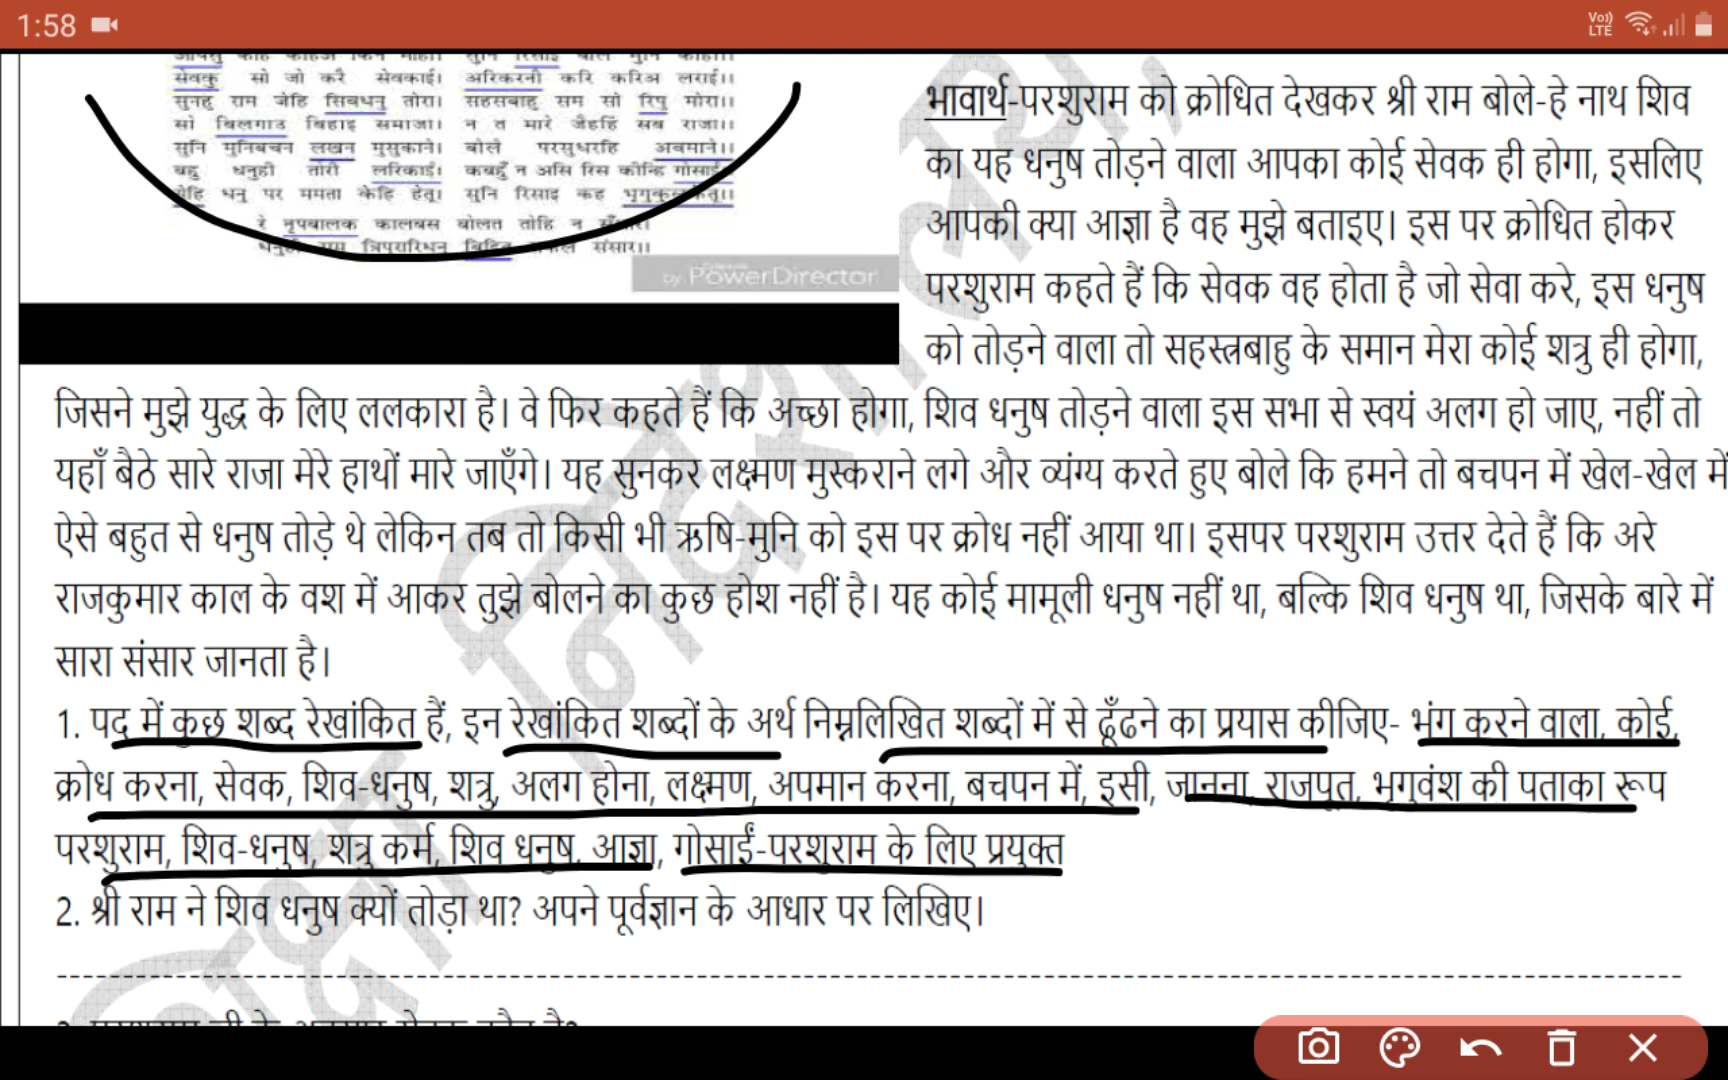 1:58
Vo)) LTE
सेवकु सो जो करै सेवकाई। अरिकरनी करि करिअ लराई।।
सुनहु राम जेहि सिवधनु तोरा। सहसबाहु सम सो रिपु मोरा।।
सो बिलगाउ बिहाइ समाजा। न त मारे जैहहिं सब राजा।।
सुनि मुनिबचन लखन मुसुकाने। बोले परसुधरहि अवमाने।।
बहु धनुही तोरी लरिकाईं। कबहुँ न असि रिस कीन्हि गोसाईं।।
येहि धनु पर ममता केहि हेतू। सुनि रिसाइ कह भृगुकुलकेतू।।
रे नृपबालक कालबस बोलत तोहि न सँभार।
धनुही सम त्रिपुरारिधनु बिदित सकल संसार।।
by PowerDirector
भावार्थ-परशुराम को क्रोधित देखकर श्री राम बोले-हे नाथ शिव
का यह धनुष तोड़ने वाला आपका कोई सेवक ही होगा, इसलिए
आपकी क्या आज्ञा है वह मुझे बताइए। इस पर क्रोधित होकर
परशुराम कहते हैं कि सेवक वह होता है जो सेवा करे, इस धनुष
को तोड़ने वाला तो सहस्त्रबाहु के समान मेरा कोई शत्रु ही होगा,
जिसने मुझे युद्ध के लिए ललकारा है। वे फिर कहते हैं कि अच्छा होगा, शिव धनुष तोड़ने वाला इस सभा से स्वयं अलग हो जाए, नहीं तो
यहाँ बैठे सारे राजा मेरे हाथों मारे जाएँगे। यह सुनकर लक्ष्मण मुस्कराने लगे और व्यंग्य करते हुए बोले कि हमने तो बचपन में खेल-खेल में
ऐसे बहुत से धनुष तोड़े थे लेकिन तब तो किसी भी ऋषि-मुनि को इस पर क्रोध नहीं आया था। इसपर परशुराम उत्तर देते हैं कि अरे
राजकुमार काल के वश में आकर तुझे बोलने का कुछ होश नहीं है। यह कोई मामूली धनुष नहीं था, बल्कि शिव धनुष था, जिसके बारे में
सारा संसार जानता है।
1. पद में कुछ शब्द रेखांकित हैं, इन रेखांकित शब्दों के अर्थ निम्नलिखित शब्दों में से ढूँढने का प्रयास कीजिए- भंग करने वाला, कोई,
क्रोध करना, सेवक, शिव-धनुष, शत्रु, अलग होना, लक्ष्मण, अपमान करना, बचपन में, इसी, जानना, राजपूत, भृगुवंश की पताका रूप
परशुराम, शिव-धनुष, शत्रु कर्म, शिव धनुष, आज्ञा, गोसाईं-परशुराम के लिए प्रयुक्त
2. श्री राम ने शिव धनुष क्यों तोड़ा था? अपने पूर्वज्ञान के आधार पर लिखिए।